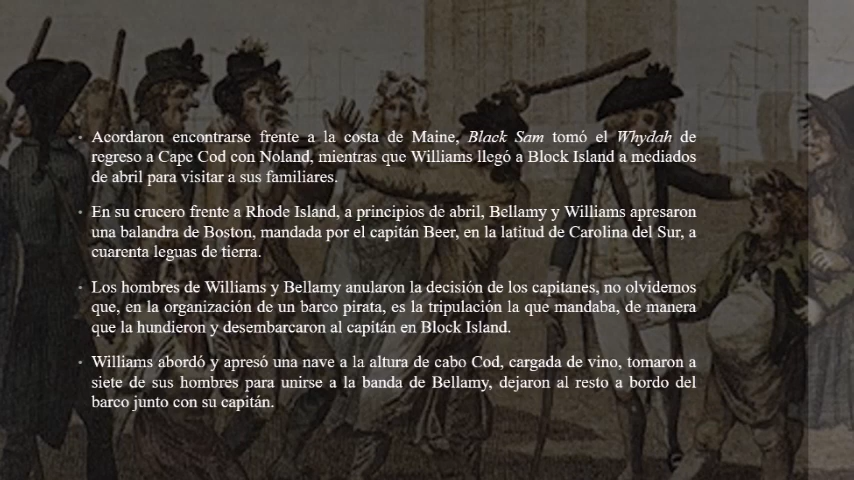 Acordaron encontrarse frente a la costa de Maine, Black Sam tomó el Whydah de
regreso a Cape Cod con Noland, mientras que Williams llegó a Block Island a mediados
de abril para visitar a sus familiares.
En su crucero frente a Rhode Island, a principios de abril, Bellamy y Williams apresaron
una balandra de Boston, mandada por el capitán Beer, en la latitud de Carolina del Sur, a
cuarenta leguas de tierra.
Los hombres de Williams y Bellamy anularon la decisión de los capitanes, no olvidemos
que, en la organización de un barco pirata, es la tripulación la que mandaba, de manera
que la hundieron y desembarcaron al capitán en Block Island.
Williams abordó y apresó una nave a la altura de cabo Cod, cargada de vino, tomaron a
siete de sus hombres para unirse a la banda de Bellamy, dejaron al resto a bordo del
barco junto con su capitán.